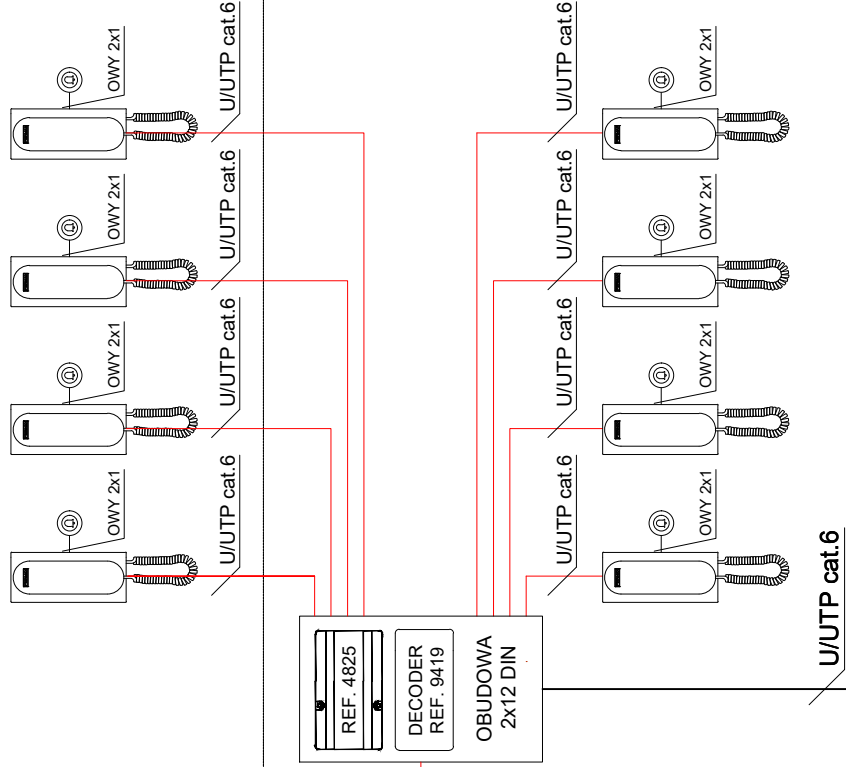 OWY 2x1
U/UTP cat.6
U/UTP cat.6
OWY 2x1
OWY 2x1
U/UTP cat.6
U/UTP cat.6
OWY 2x1
OWY 2x1
U/UTP cat.6
U/UTP cat.6
OWY 2x1
OWY 2x1
U/UTP cat.6
U/UTP cat.6
OWY 2x1
REF. 4825
DECODER
REF. 9419
OBUDOWA
2x12 DIN
U/UTP cat.6